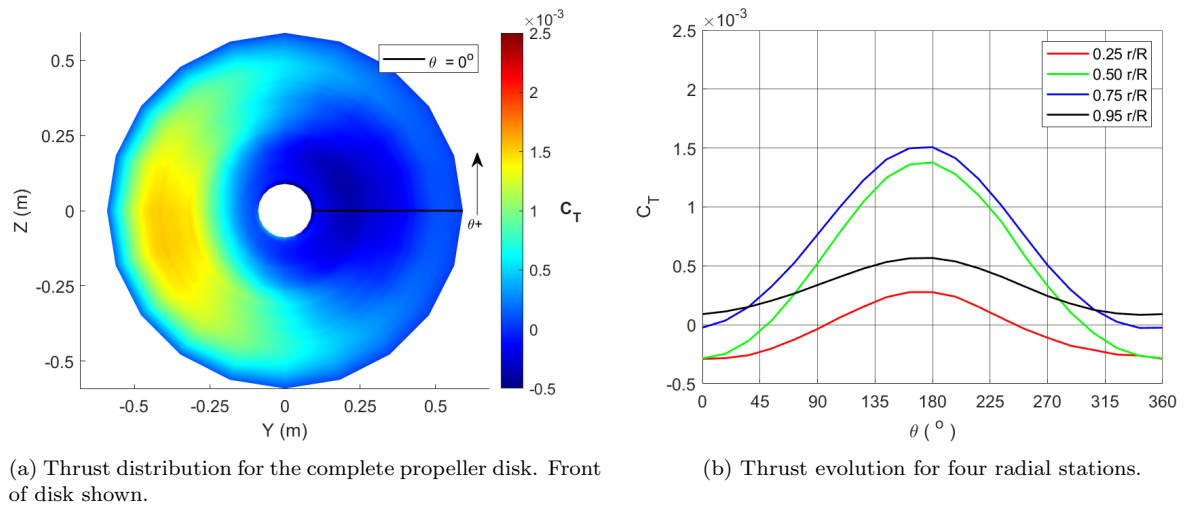 ×10⁻³
2.5
2
1.5
1
0.5
0
-0.5
C_T
θ = 0°
θ+
0.5
0.25
0
-0.25
-0.5
Z (m)
-0.5
-0.25
0
0.25
0.5
Y (m)
(a) Thrust distribution for the complete propeller disk. Front
of disk shown.
×10⁻³
2.5
2
1.5
1
0.5
0
-0.5
C_T
0.25 r/R
0.50 r/R
0.75 r/R
0.95 r/R
0
45
90
135
180
225
270
315
360
θ ( ° )
(b) Thrust evolution for four radial stations.